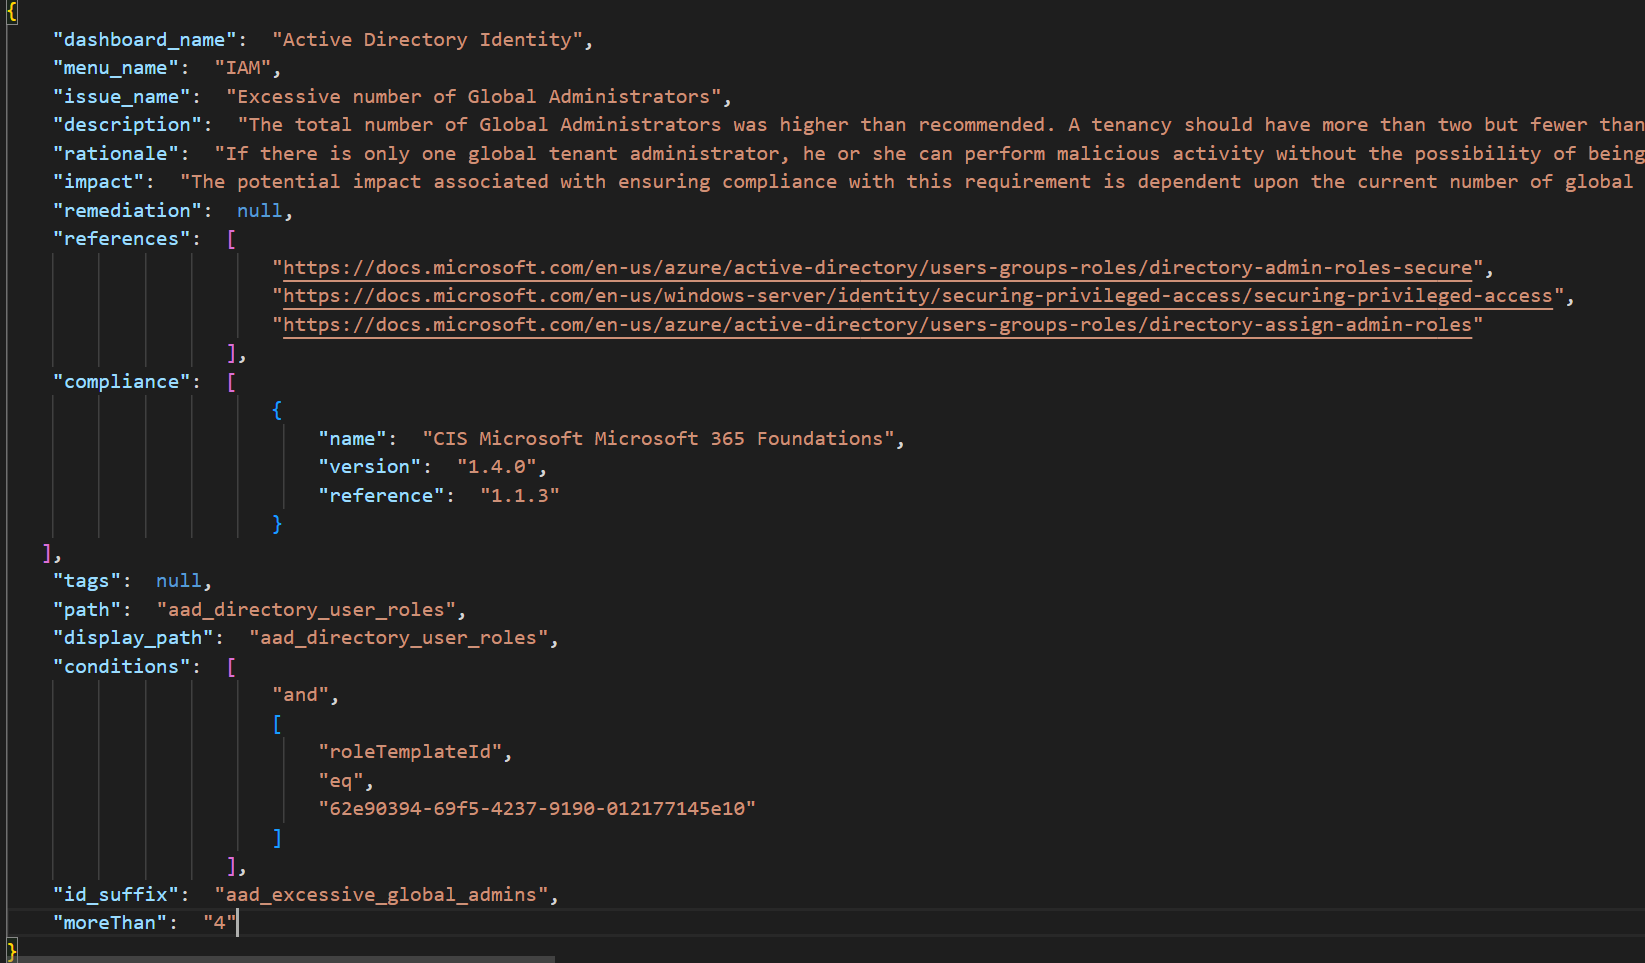 {
"dashboard_name":  "Active Directory Identity",
"menu_name":  "IAM",
"issue_name":  "Excessive number of Global Administrators",
"description":  "The total number of Global Administrators was higher than recommended. A tenancy should have more than two but fewer than
"rationale":  "If there is only one global tenant administrator, he or she can perform malicious activity without the possibility of being
"impact":  "The potential impact associated with ensuring compliance with this requirement is dependent upon the current number of global
"remediation":  null,
"references":  [
"https://docs.microsoft.com/en-us/azure/active-directory/users-groups-roles/directory-admin-roles-secure",
"https://docs.microsoft.com/en-us/windows-server/identity/securing-privileged-access/securing-privileged-access",
"https://docs.microsoft.com/en-us/azure/active-directory/users-groups-roles/directory-assign-admin-roles"
],
"compliance":  [
{
"name":  "CIS Microsoft Microsoft 365 Foundations",
"version":  "1.4.0",
"reference":  "1.1.3"
}
],
"tags":  null,
"path":  "aad_directory_user_roles",
"display_path":  "aad_directory_user_roles",
"conditions":  [
"and",
[
"roleTemplateId",
"eq",
"62e90394-69f5-4237-9190-012177145e10"
]
],
"id_suffix":  "aad_excessive_global_admins",
"moreThan":  "4"
}